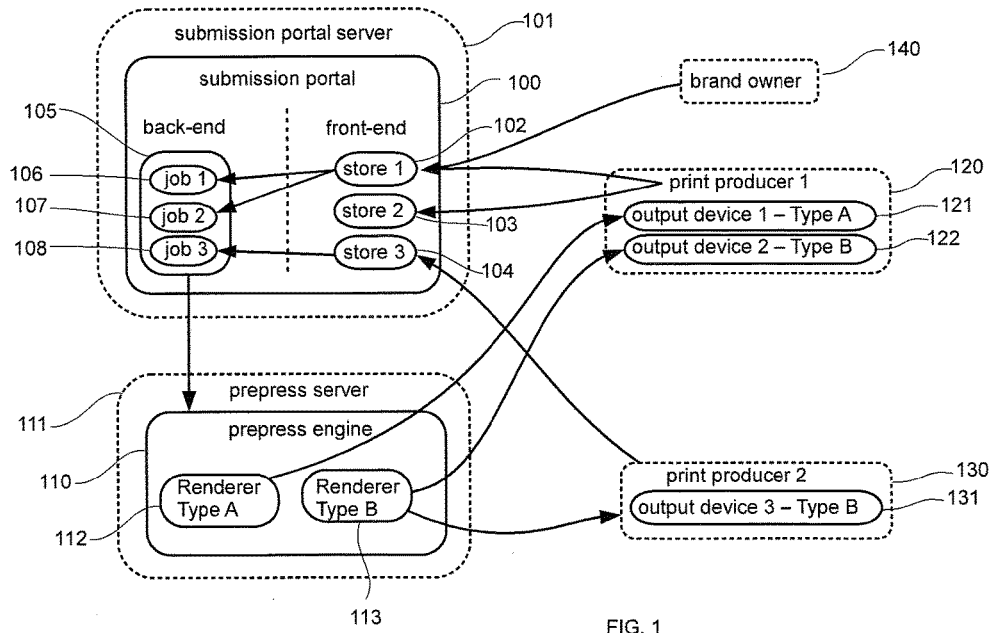 submission portal server
101
140
submission portal
brand owner
100
105
102
back-end
front-end
106
job 1
store 1
print producer 1
120
107
job 2
store 2
103
output device 1 – Type A
121
108
job 3
store 3
104
output device 2 – Type B
122
prepress server
111
prepress engine
110
print producer 2
130
Renderer
Type A
Renderer
Type B
output device 3 – Type B
131
112
113
FIG. 1